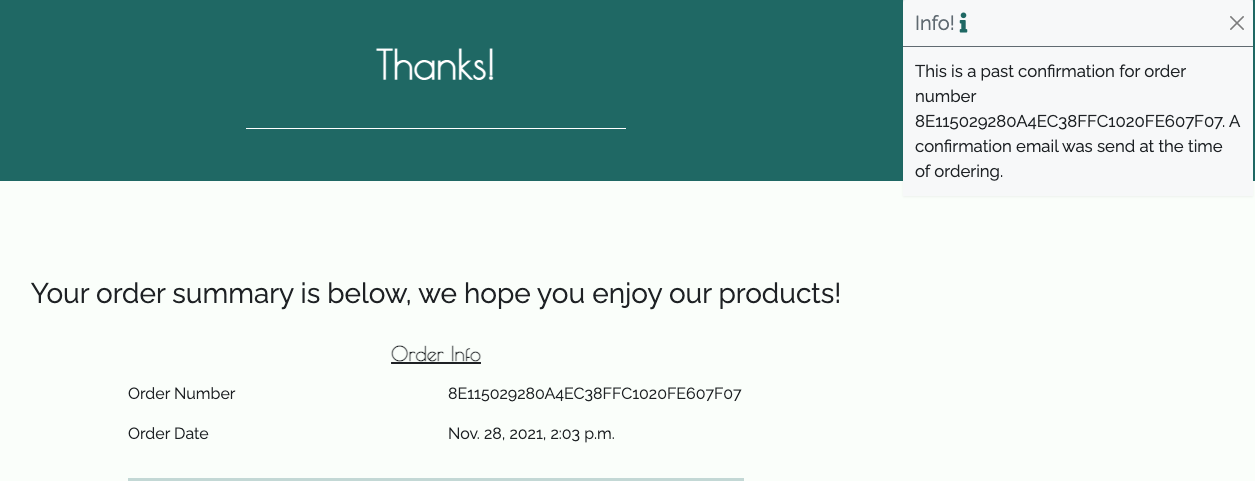 Thanks!
Info!
This is a past confirmation for order
number
8E115029280A4EC38FFC1020FE607F07. A
confirmation email was send at the time
of ordering.
Your order summary is below, we hope you enjoy our products!
Order Info
Order Number 8E115029280A4EC38FFC1020FE607F07
Order Date Nov. 28, 2021, 2:03 p.m.